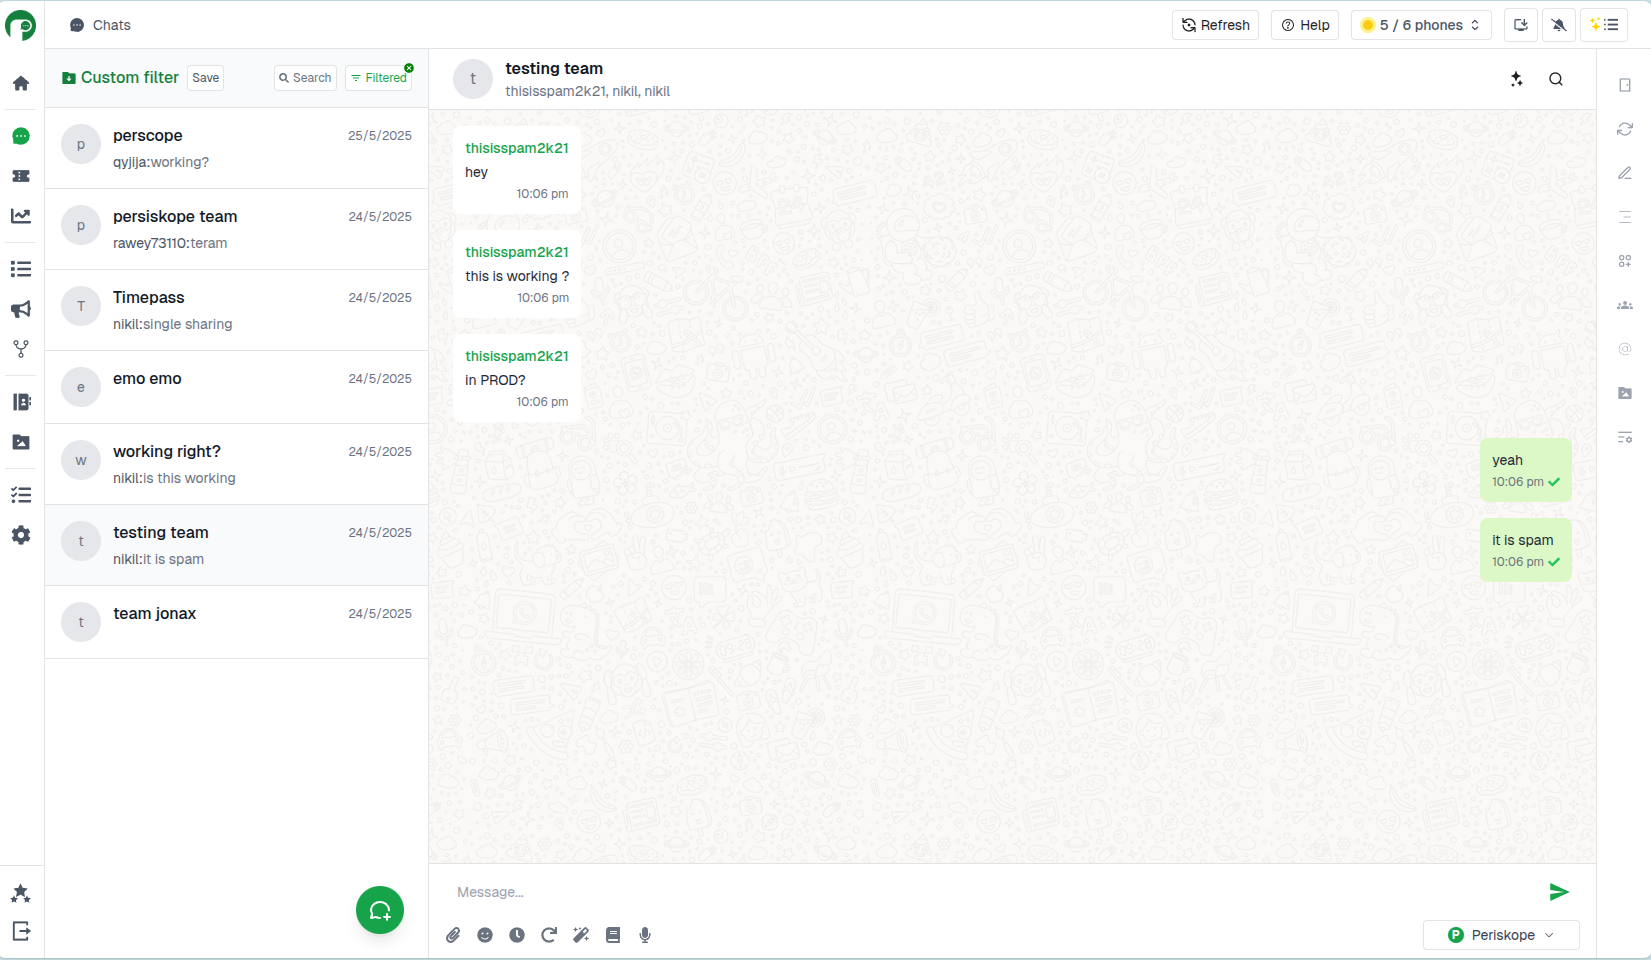 Chats
Refresh
Help
5 / 6 phones
Custom filter
Save
Search
Filtered
perscope
25/5/2025
qyjija:working?
persiskope team
24/5/2025
rawey73110:teram
Timepass
24/5/2025
nikil:single sharing
emo emo
24/5/2025
working right?
24/5/2025
nikil:is this working
testing team
24/5/2025
nikil:it is spam
team jonax
24/5/2025
p
p
T
e
w
t
t
t
testing team
thisisspam2k21, nikil, nikil
thisisspam2k21
hey
10:06 pm
thisisspam2k21
this is working ?
10:06 pm
thisisspam2k21
in PROD?
10:06 pm
yeah
10:06 pm
it is spam
10:06 pm
Message...
P Periskope